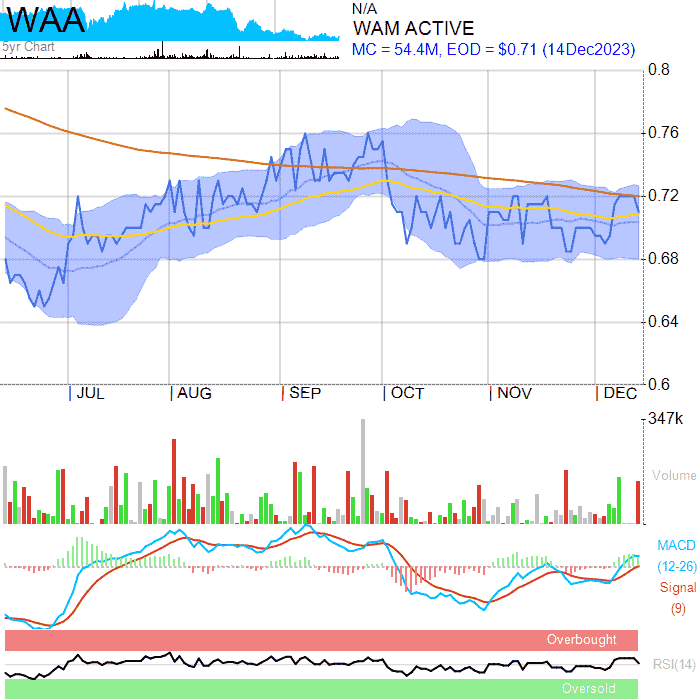 WAA
5yr Chart
N/A
WAM ACTIVE
MC = 54.4M, EOD = $0.71 (14Dec2023)
0.8
0.76
0.72
0.68
0.64
0.6
JUL
AUG
SEP
OCT
NOV
DEC
347k
Volume
MACD
(12-26)
Signal
(9)
Overbought
RSI(14)
Oversold